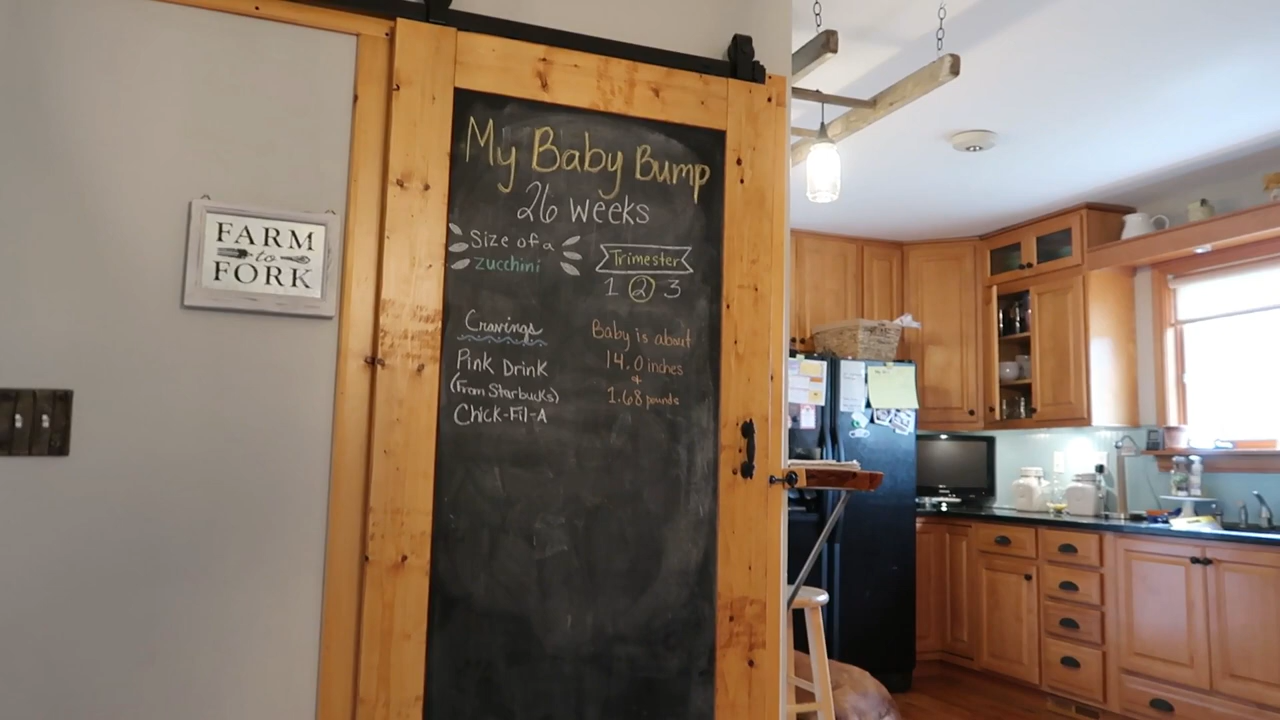 FARM
to
FORK
My Baby Bump
26 weeks
Size of a
zucchini
Trimester
1 2 3
Cravings
Pink Drink
(From Starbucks)
Chick-Fil-A
Baby is about
14.0 inches
+
1.68 pounds